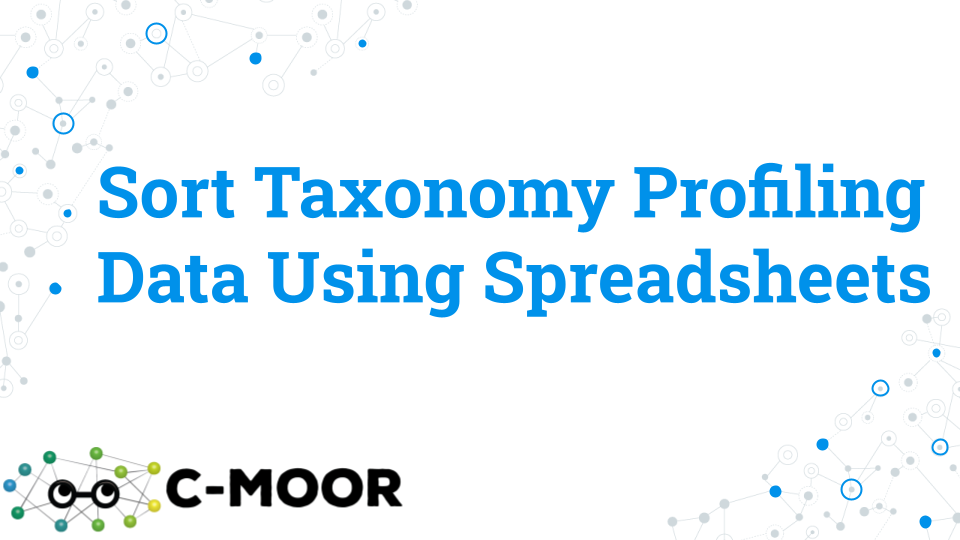 Sort Taxonomy Profiling
Data Using Spreadsheets
C-MOOR